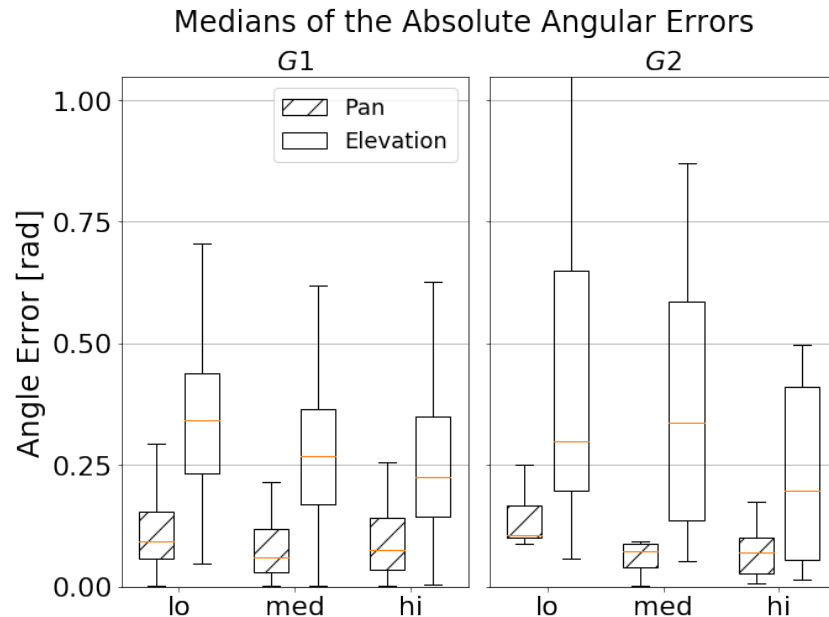 Medians of the Absolute Angular Errors
G1
G2
Pan
Elevation
Angle Error [rad]
1.00
0.75
0.50
0.25
0.00
lo
med
hi
lo
med
hi